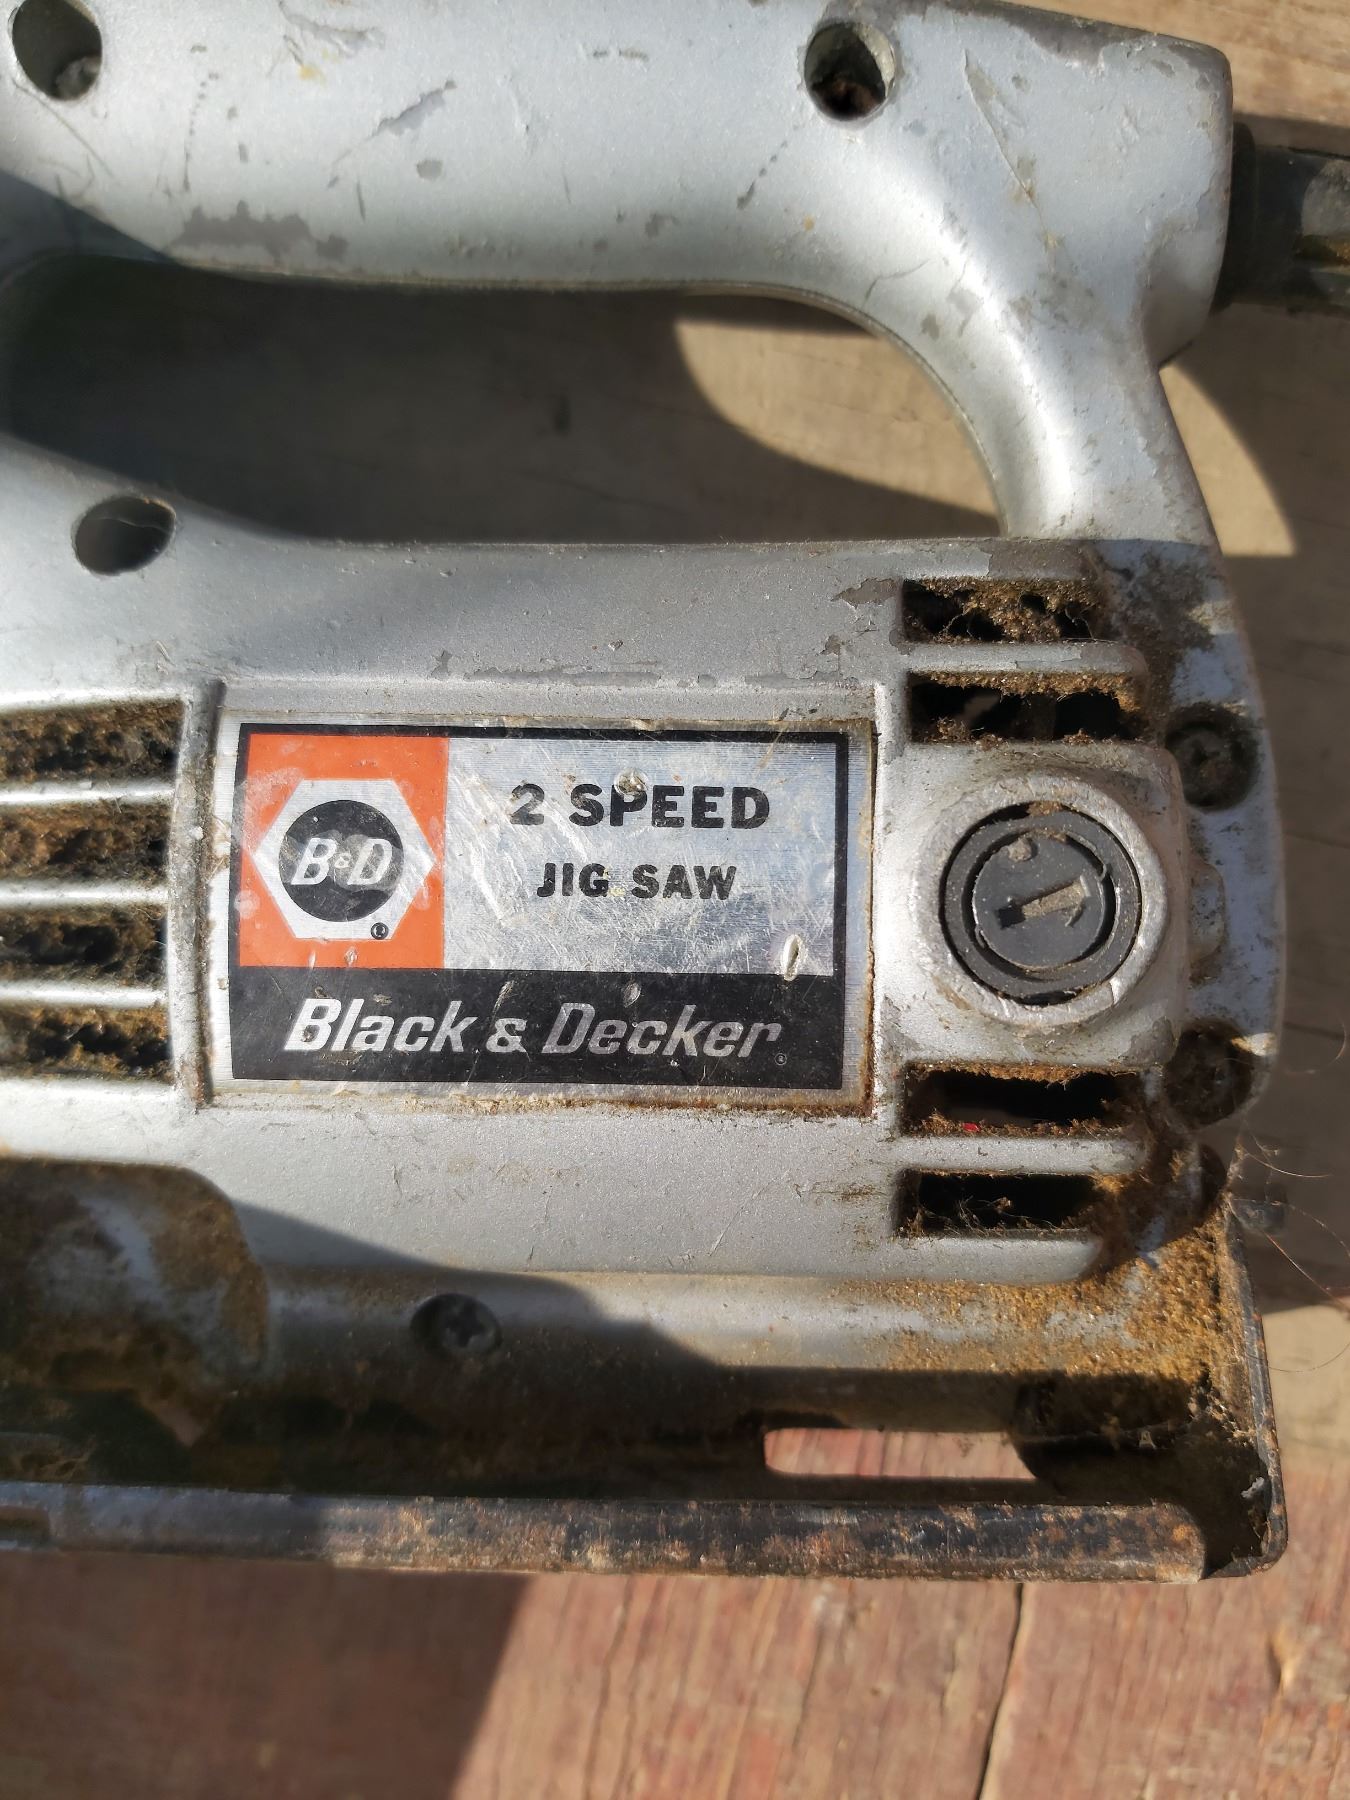 2 SPEED
JIG SAW
B&D
®
Black & Decker®